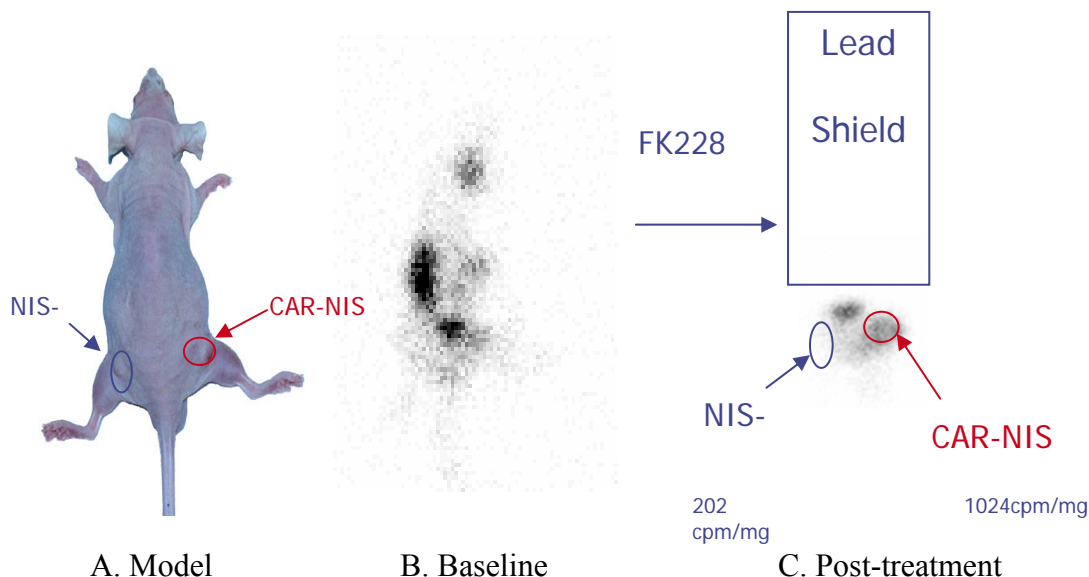 NIS-
CAR-NIS
FK228
Lead
Shield
NIS-
CAR-NIS
202
cpm/mg
1024cpm/mg
A. Model
B. Baseline
C. Post-treatment